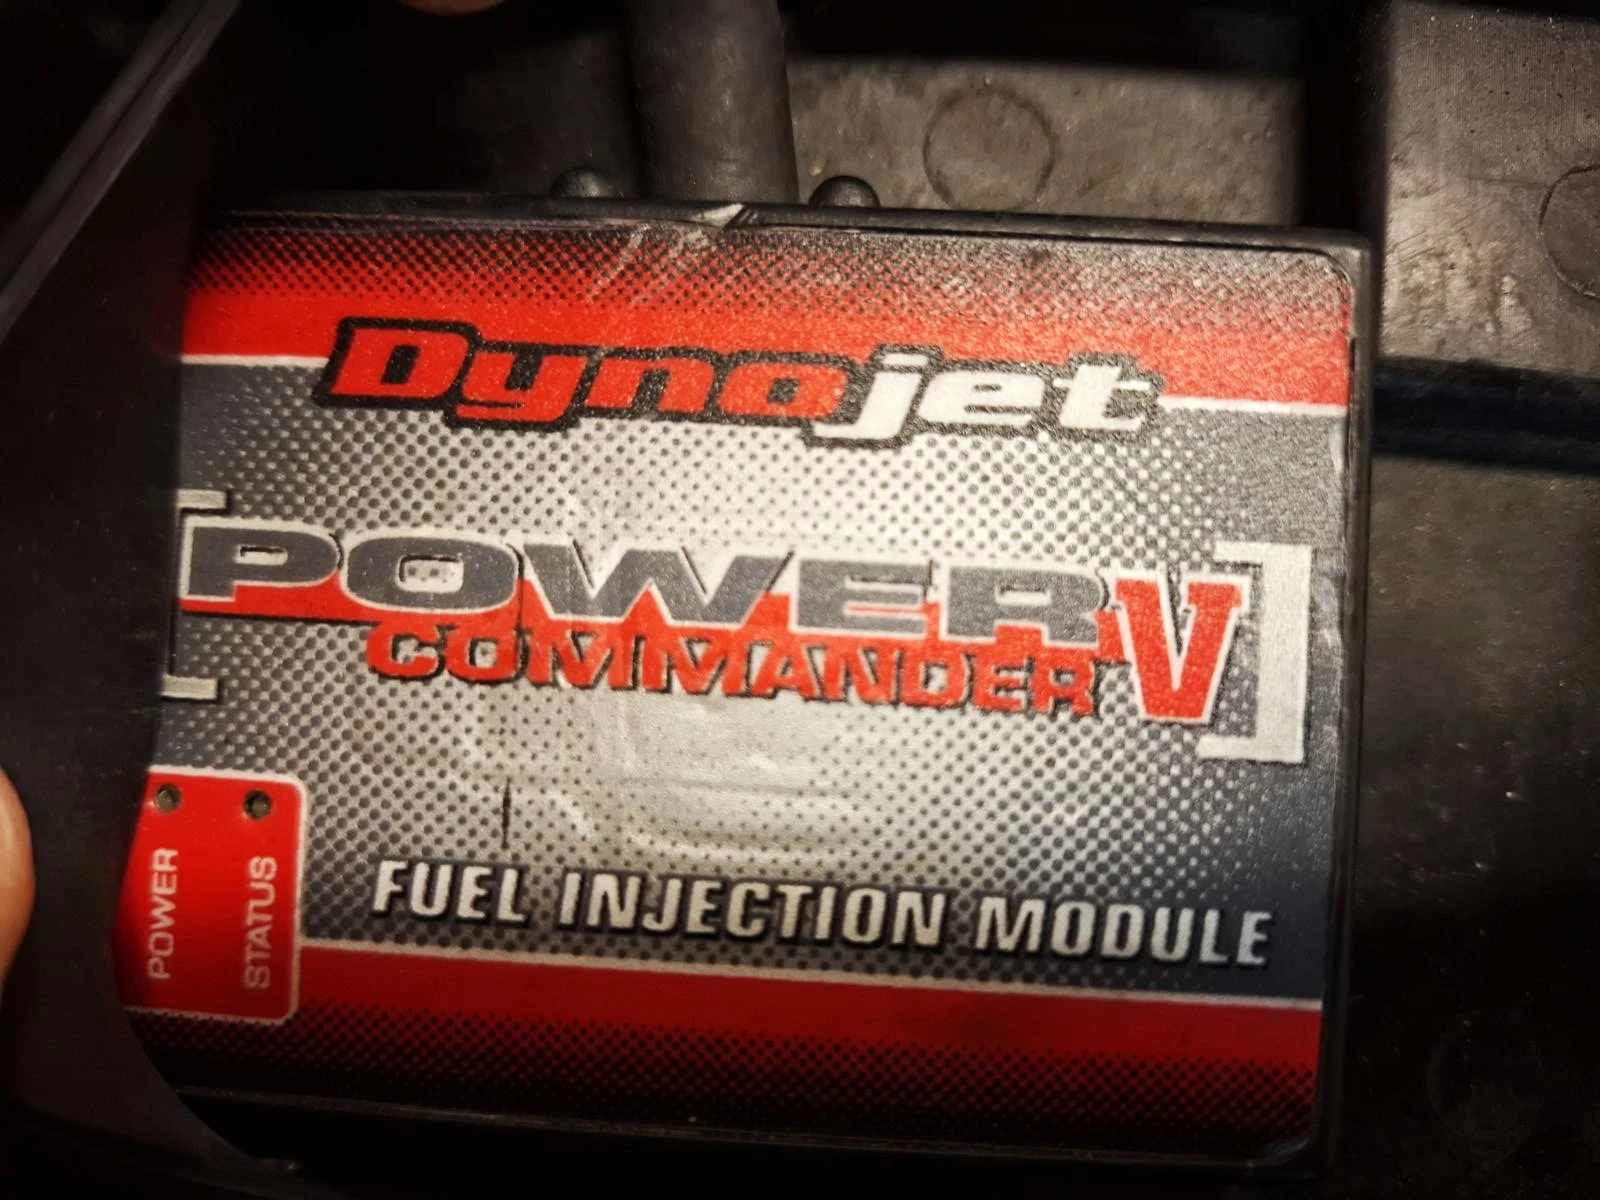 Dynojet
POWER V
COMMANDER
POWER
STATUS
FUEL INJECTION MODULE